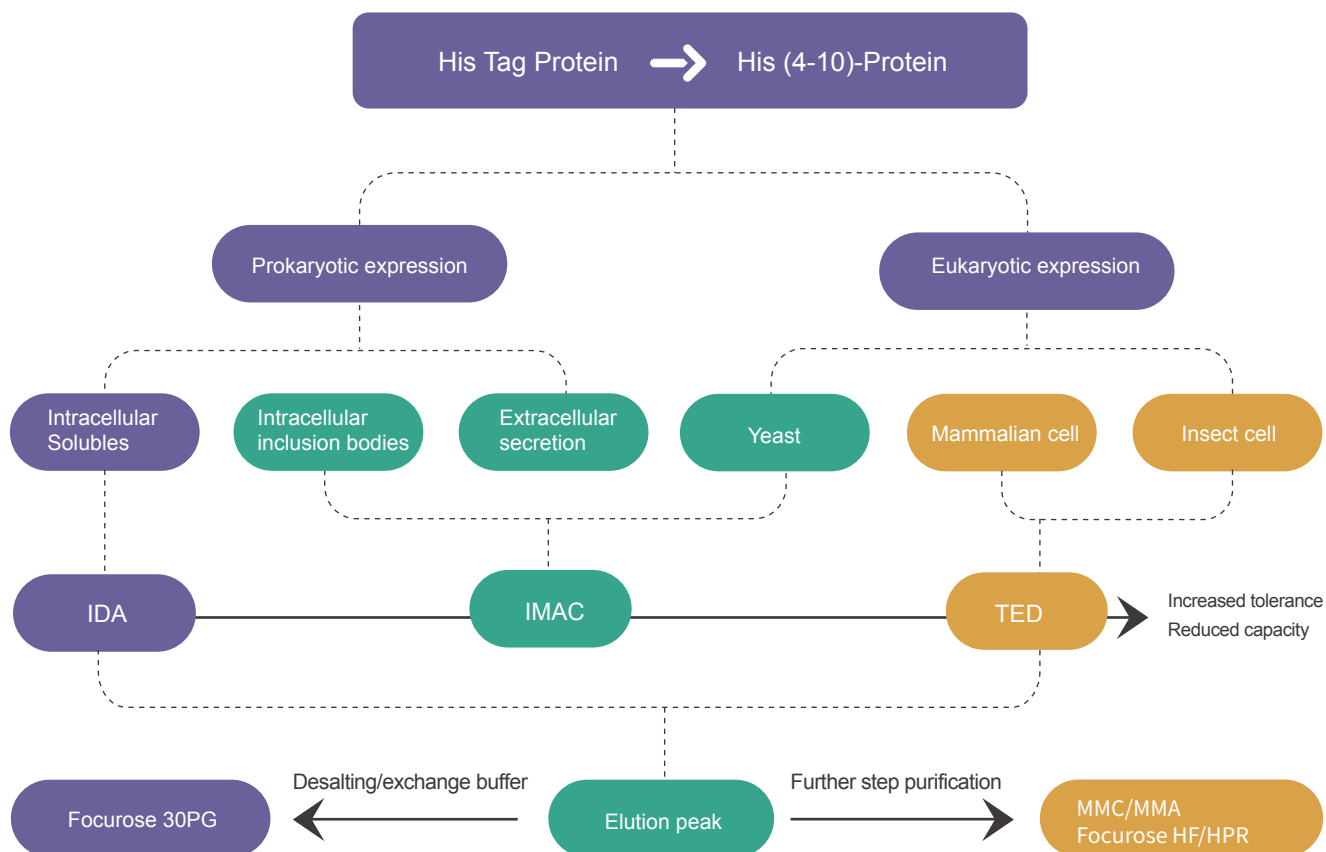 His Tag Protein
His (4-10)-Protein
Prokaryotic expression
Eukaryotic expression
Intracellular
Solubles
Intracellular
inclusion bodies
Extracellular
secretion
Yeast
Mammalian cell
Insect cell
IDA
IMAC
TED
Increased tolerance
Reduced capacity
Desalting/exchange buffer
Further step purification
Focurose 30PG
Elution peak
MMC/MMA
Focurose HF/HPR